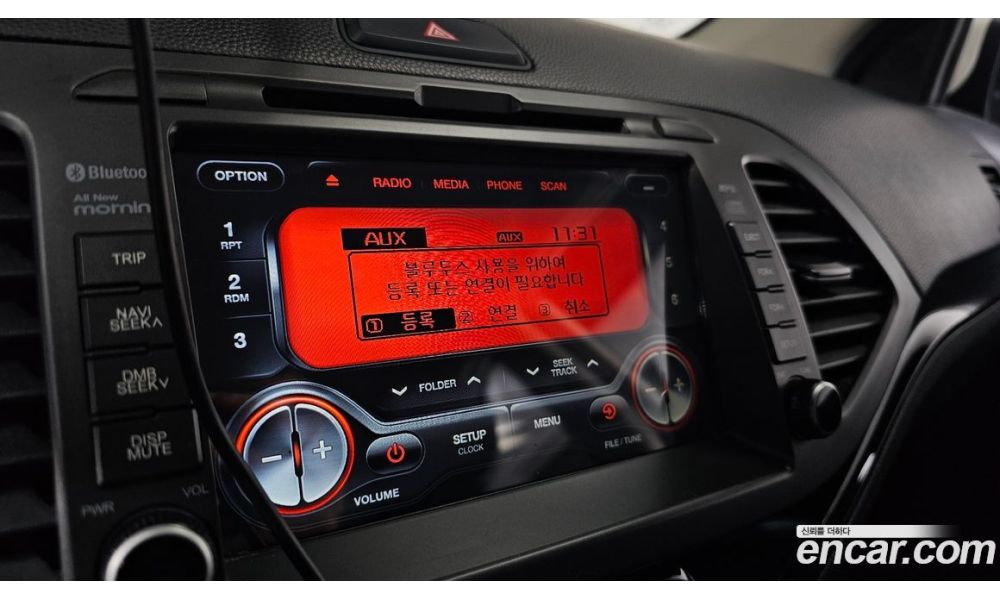 Bluetoo
All New
mornin
TRIP
NAVI
SEEK∧
DMB
SEEK∨
DISP
MUTE
PWR
VOL
OPTION
RADIO
MEDIA
PHONE
SCAN
1
RPT
2
RDM
3
4
5
6
AUX
AUX
11:31
블루투스 사용을 위하여
등록 또는 연결이 필요합니다
1 등록 2 연결 3 취소
FOLDER
SEEK
TRACK
SETUP
CLOCK
MENU
FILE / TUNE
VOLUME
신뢰를 더하다
encar.com